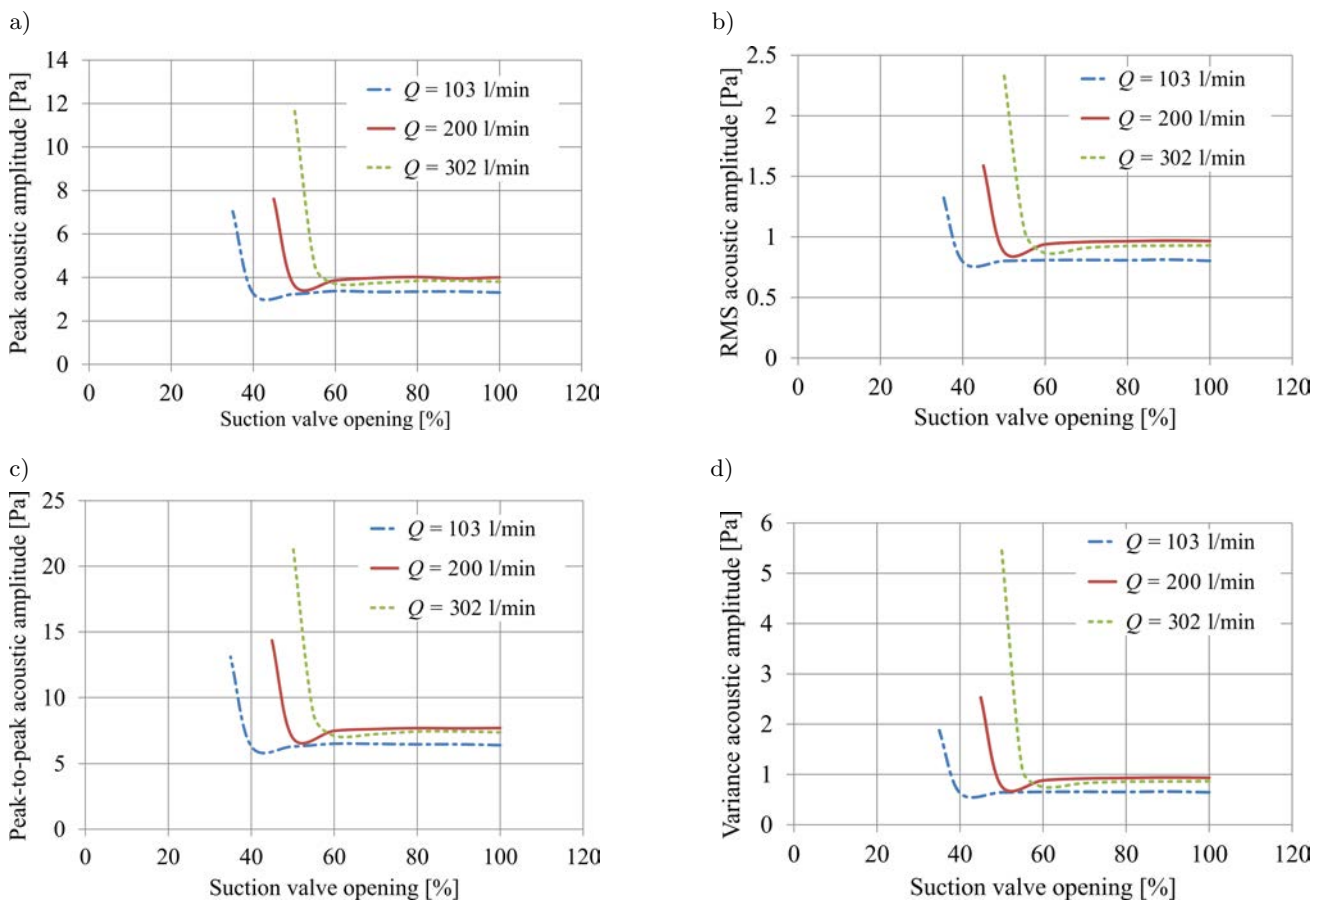 a)
Peak acoustic amplitude [Pa]
14
12
10
8
6
4
2
0
0 20 40 60 80 100 120
Suction valve opening [%]
Q = 103 l/min
Q = 200 l/min
Q = 302 l/min
b)
RMS acoustic amplitude [Pa]
2.5
2
1.5
1
0.5
0
0 20 40 60 80 100 120
Suction valve opening [%]
Q = 103 l/min
Q = 200 l/min
Q = 302 l/min
c)
Peak-to-peak acoustic amplitude [Pa]
25
20
15
10
5
0
0 20 40 60 80 100 120
Suction valve opening [%]
Q = 103 l/min
Q = 200 l/min
Q = 302 l/min
d)
Variance acoustic amplitude [Pa]
6
5
4
3
2
1
0
0 20 40 60 80 100 120
Suction valve opening [%]
Q = 103 l/min
Q = 200 l/min
Q = 302 l/min